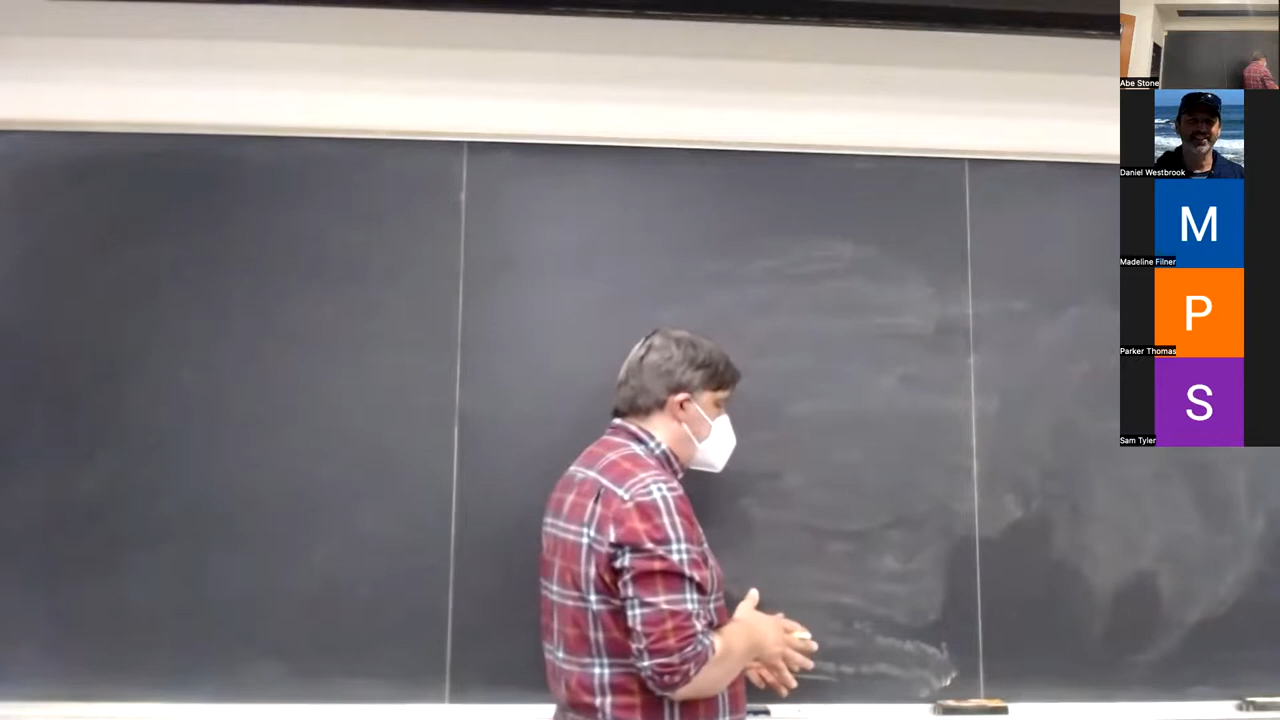 Abe Stone
Daniel Westbrook
M
Madeline Filner
P
Parker Thomas
S
Sam Tyler